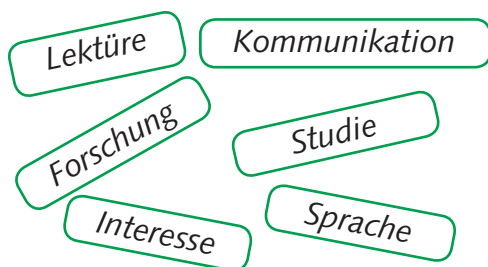 Lektüre
Kommunikation
Forschung
Studie
Interesse
Sprache